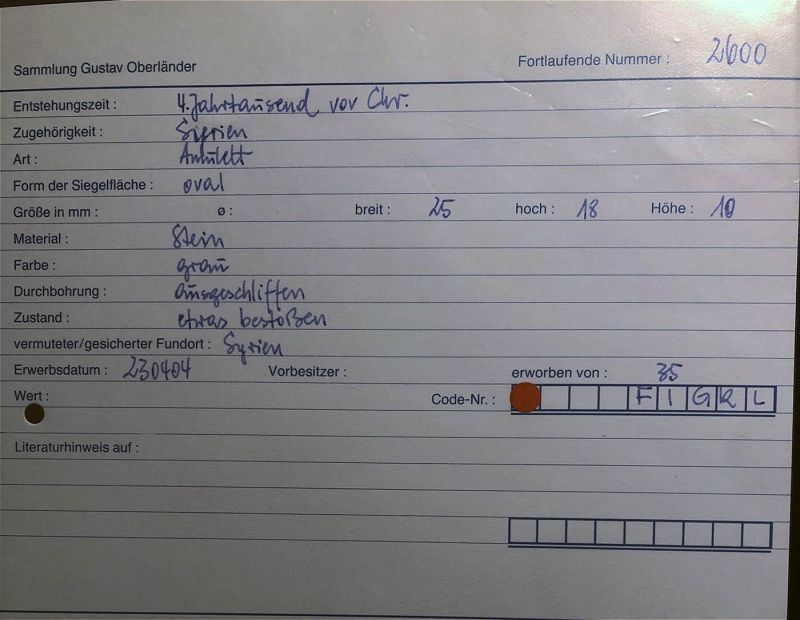 Sammlung Gustav Oberländer
Fortlaufende Nummer : 2600
Entstehungszeit : 4. Jahrtausend vor Chr.
Zugehörigkeit : Syrien
Art : Amulett
Form der Siegelfläche : oval
Größe in mm : ø : breit : 25 hoch : 18 Höhe : 10
Material : Stein
Farbe : grau
Durchbohrung : ausgeschliffen
Zustand : etwas bestoßen
vermuteter/gesicherter Fundort : Syrien
Erwerbsdatum : 230404 Vorbesitzer : erworben von : 35
Wert : Code-Nr. : F I G R L
Literaturhinweis auf :